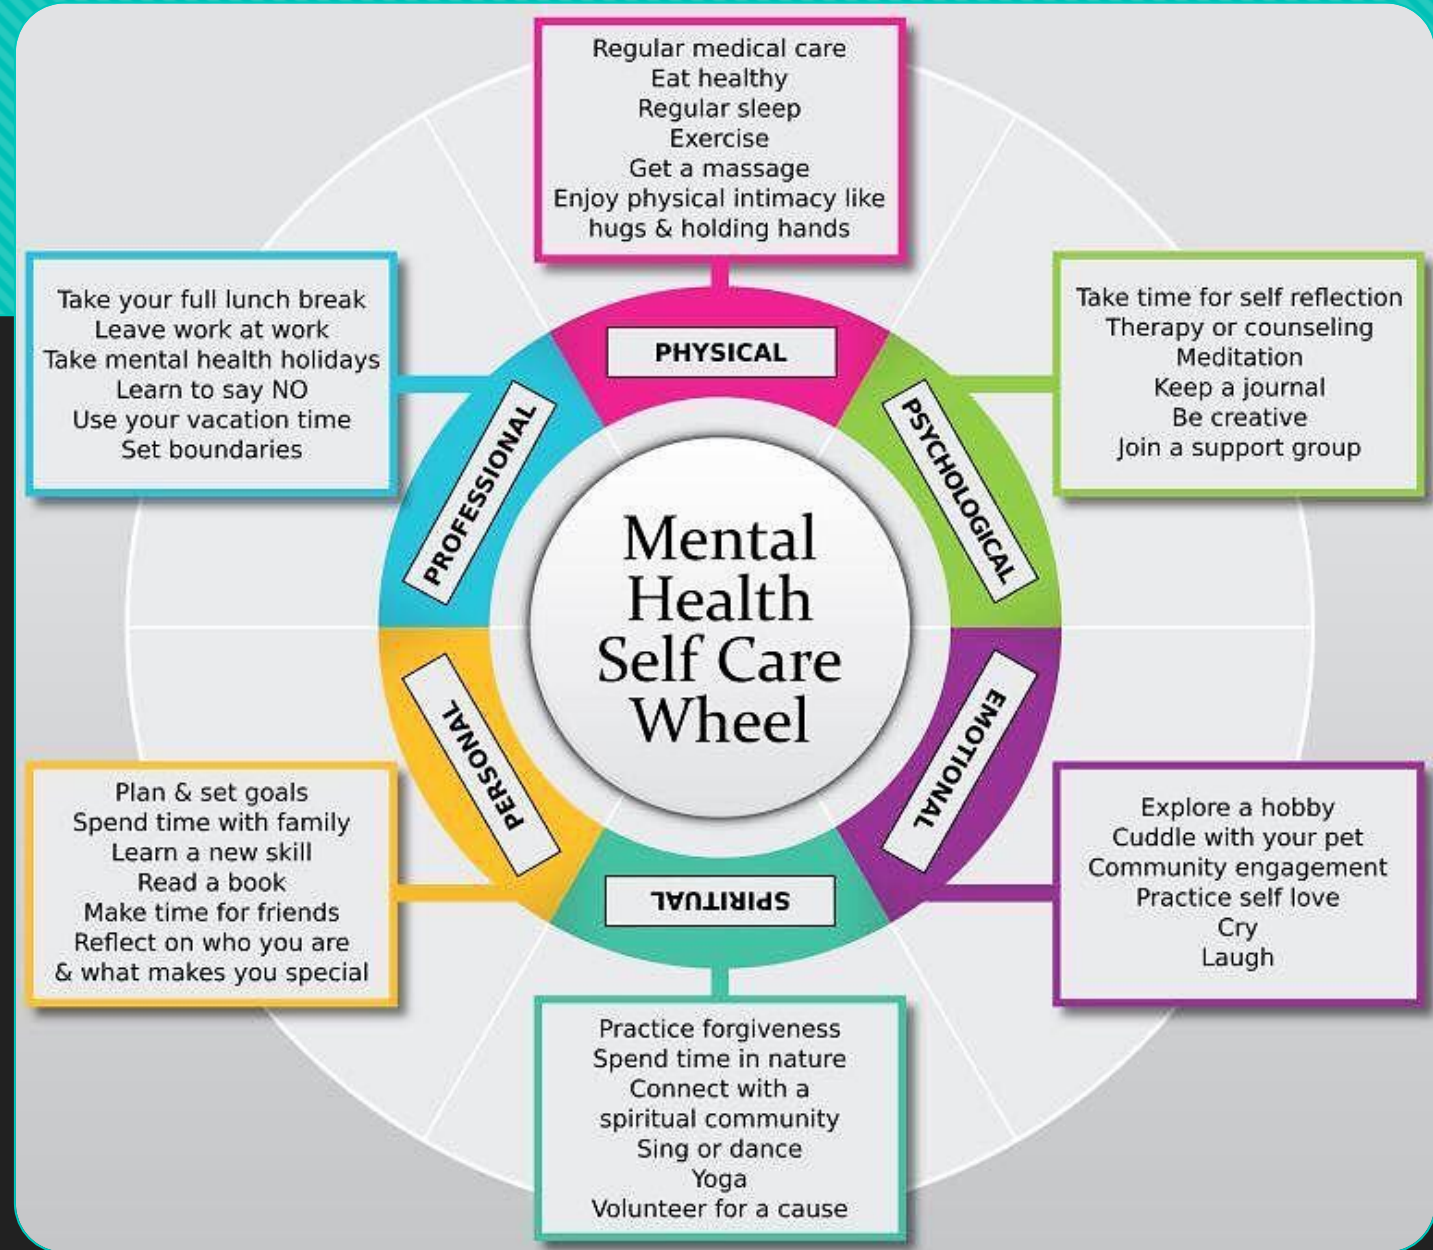 Mental
Health
Self Care
Wheel
PHYSICAL
Regular medical care
Eat healthy
Regular sleep
Exercise
Get a massage
Enjoy physical intimacy like
hugs & holding hands
PSYCHOLOGICAL
Take time for self reflection
Therapy or counseling
Meditation
Keep a journal
Be creative
Join a support group
EMOTIONAL
Explore a hobby
Cuddle with your pet
Community engagement
Practice self love
Cry
Laugh
SPIRITUAL
Practice forgiveness
Spend time in nature
Connect with a
spiritual community
Sing or dance
Yoga
Volunteer for a cause
PERSONAL
Plan & set goals
Spend time with family
Learn a new skill
Read a book
Make time for friends
Reflect on who you are
& what makes you special
PROFESSIONAL
Take your full lunch break
Leave work at work
Take mental health holidays
Learn to say NO
Use your vacation time
Set boundaries